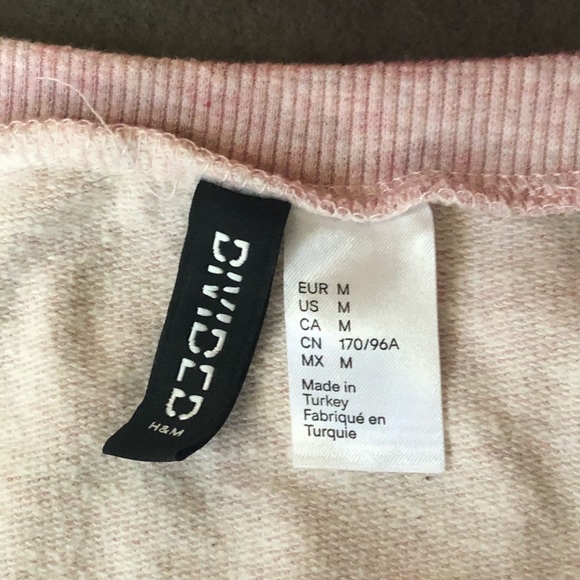 DIVIDED
H&M
EUR M
US M
CA M
CN 170/96A
MX M
Made in
Turkey
Fabriqué en
Turquie